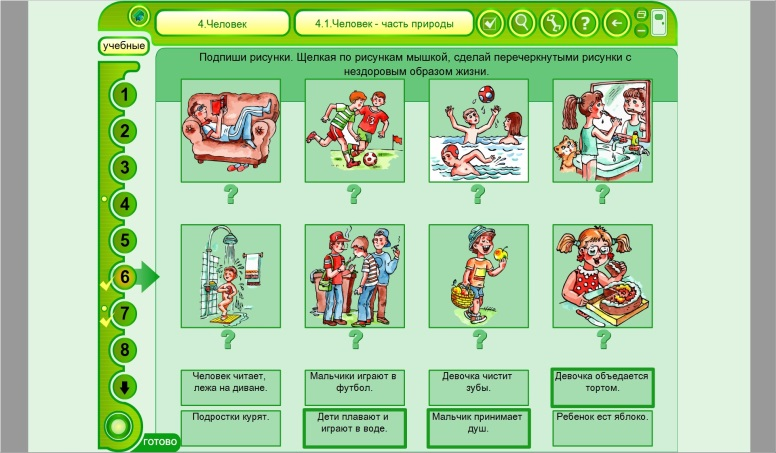 4.Человек
4.1.Человек - часть природы
?
учебные
Подпиши рисунки. Щелкая по рисункам мышкой, сделай перечеркнутыми рисунки с
нездоровым образом жизни.
1
2
3
4
5
6
7
8
? ? ? ?
? ? ? ?
Человек читает,
лежа на диване.
Мальчики играют в
футбол.
Девочка чистит
зубы.
Девочка объедается
тортом.
Подростки курят.
Дети плавают и
играют в воде.
Мальчик принимает
душ.
Ребенок ест яблоко.
ГОТОВО